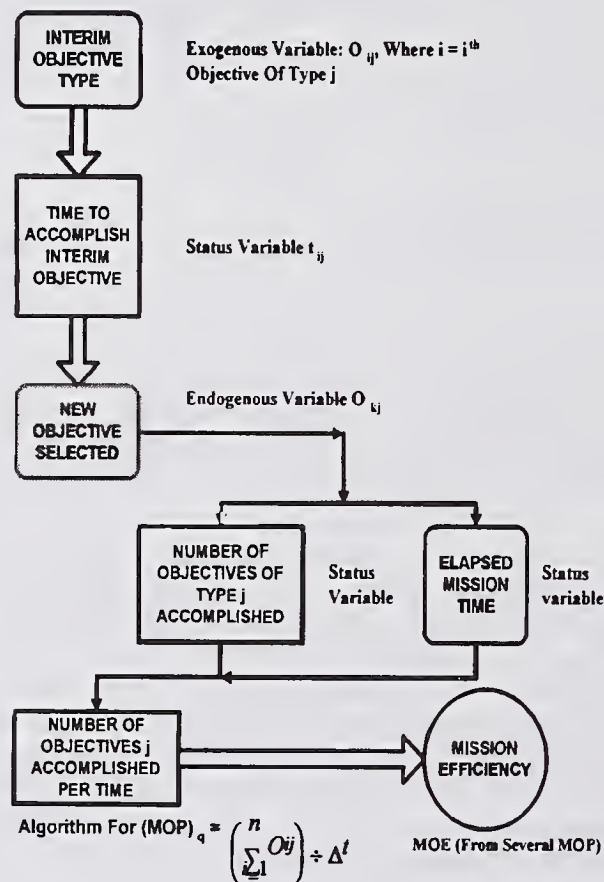 INTERIM
OBJECTIVE
TYPE
Exogenous Variable: O ij, Where i = i th
Objective Of Type j
TIME TO
ACCOMPLISH
INTERIM
OBJECTIVE
Status Variable t ij
NEW
OBJECTIVE
SELECTED
Endogenous Variable O kj
NUMBER OF
OBJECTIVES OF
TYPE j
ACCOMPLISHED
Status
Variable
ELAPSED
MISSION
TIME
Status
variable
NUMBER OF
OBJECTIVES j
ACCOMPLISHED
PER TIME
MISSION
EFFICIENCY
Algorithm For (MOP) q = ( n ∑ i=1 Oij ) ÷ Δ t
MOE (From Several MOP)